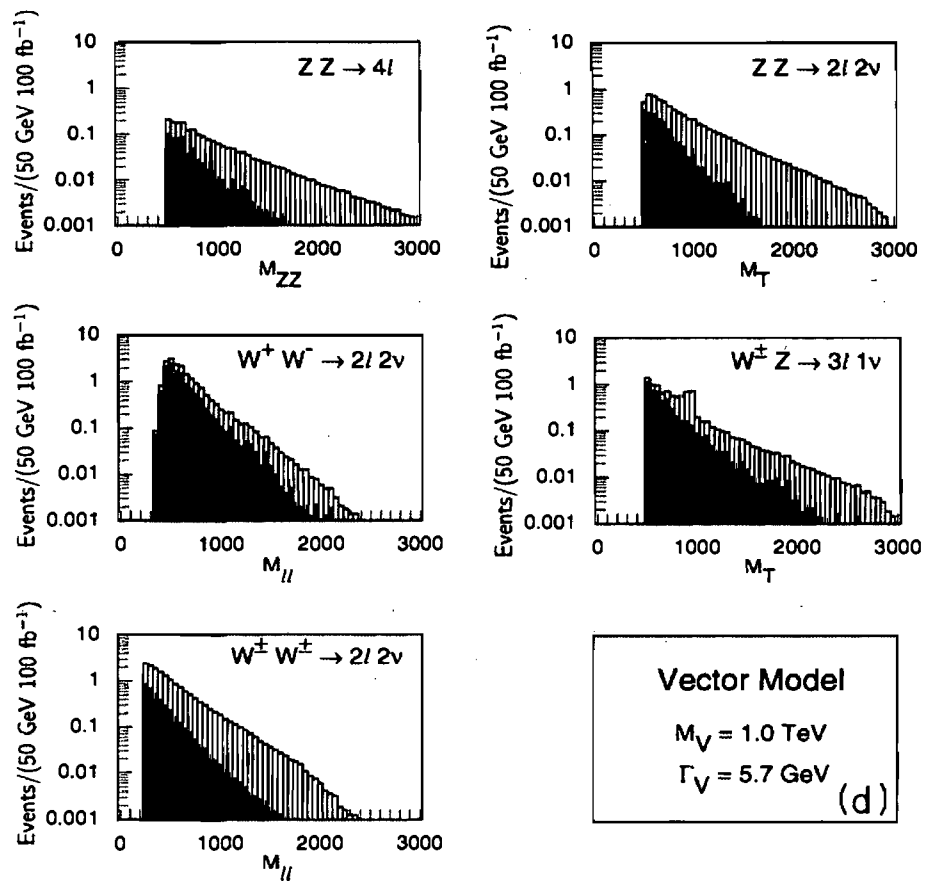 Events/(50 GeV 100 fb⁻¹)
10
1
0.1
0.01
0.001
Z Z → 4l
0 1000 2000 3000
M_ZZ
Events/(50 GeV 100 fb⁻¹)
10
1
0.1
0.01
0.001
Z Z → 2l 2ν
0 1000 2000 3000
M_T
Events/(50 GeV 100 fb⁻¹)
10
1
0.1
0.01
0.001
W⁺ W⁻ → 2l 2ν
0 1000 2000 3000
M_ll
Events/(50 GeV 100 fb⁻¹)
10
1
0.1
0.01
0.001
W± Z → 3l 1ν
0 1000 2000 3000
M_T
Events/(50 GeV 100 fb⁻¹)
10
1
0.1
0.01
0.001
W± W± → 2l 2ν
0 1000 2000 3000
M_ll
Vector Model
M_V = 1.0 TeV
Γ_V = 5.7 GeV
(d)